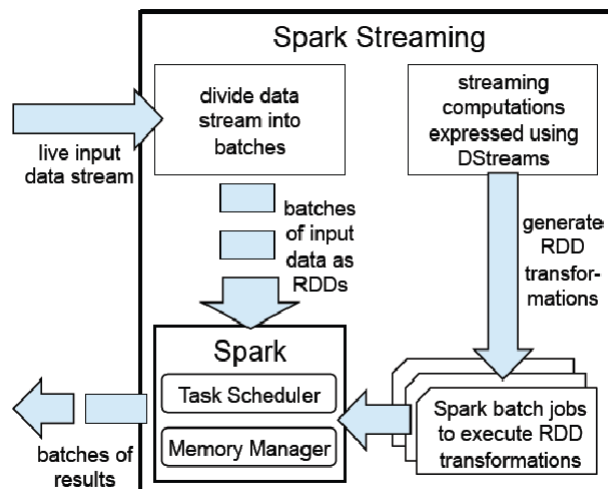 Spark Streaming
divide data
stream into
batches
streaming
computations
expressed using
DStreams
live input
data stream
batches
of input
data as
RDDs
generate
RDD
transfor-
mations
Spark
Task Scheduler
Memory Manager
Spark batch jobs
to execute RDD
transformations
batches of
results